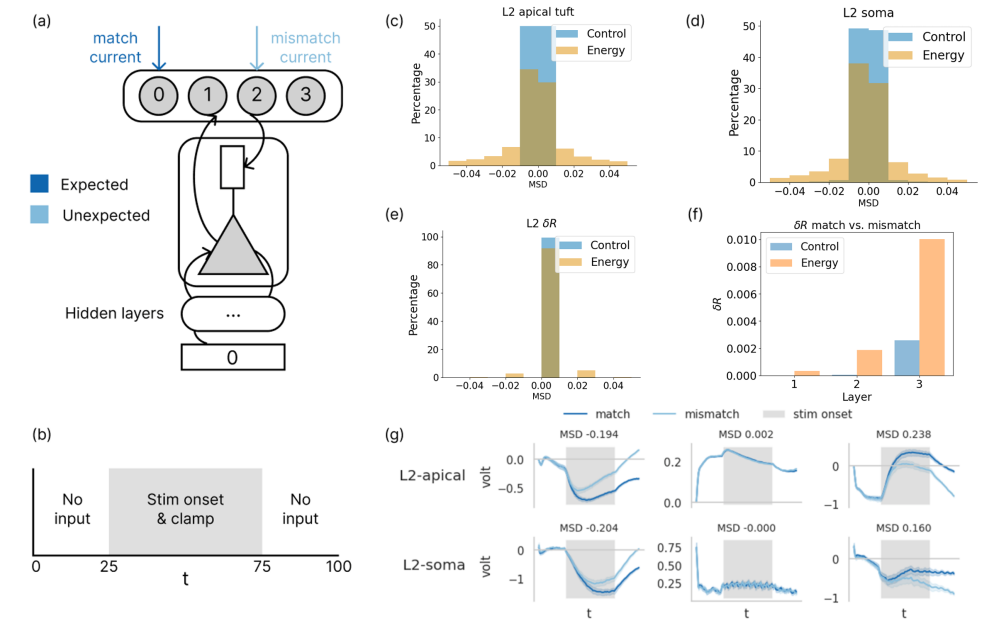 (a)
match
current
mismatch
current
0
1
2
3
Expected
Unexpected
Hidden layers
...
0
(b)
No
input
Stim onset
& clamp
No
input
0
25
75
100
t
(c)
L2 apical tuft
Percentage
50
40
30
20
10
0
Control
Energy
−0.04
−0.02
0.00
0.02
0.04
MSD
(d)
L2 soma
Percentage
50
40
30
20
10
0
Control
Energy
−0.04
−0.02
0.00
0.02
0.04
MSD
(e)
L2 δR
Percentage
100
80
60
40
20
0
Control
Energy
−0.04
−0.02
0.00
0.02
0.04
MSD
(f)
δR match vs. mismatch
δR
0.010
0.008
0.006
0.004
0.002
0.000
Control
Energy
1
2
3
Layer
(g)
match
mismatch
stim onset
L2-apical
volt
MSD -0.194
0.0
−0.5
MSD 0.002
0.2
0.0
MSD 0.238
0
−1
L2-soma
volt
MSD -0.204
0
−1
t
MSD -0.000
0.75
0.50
0.25
t
MSD 0.160
0
−1
t